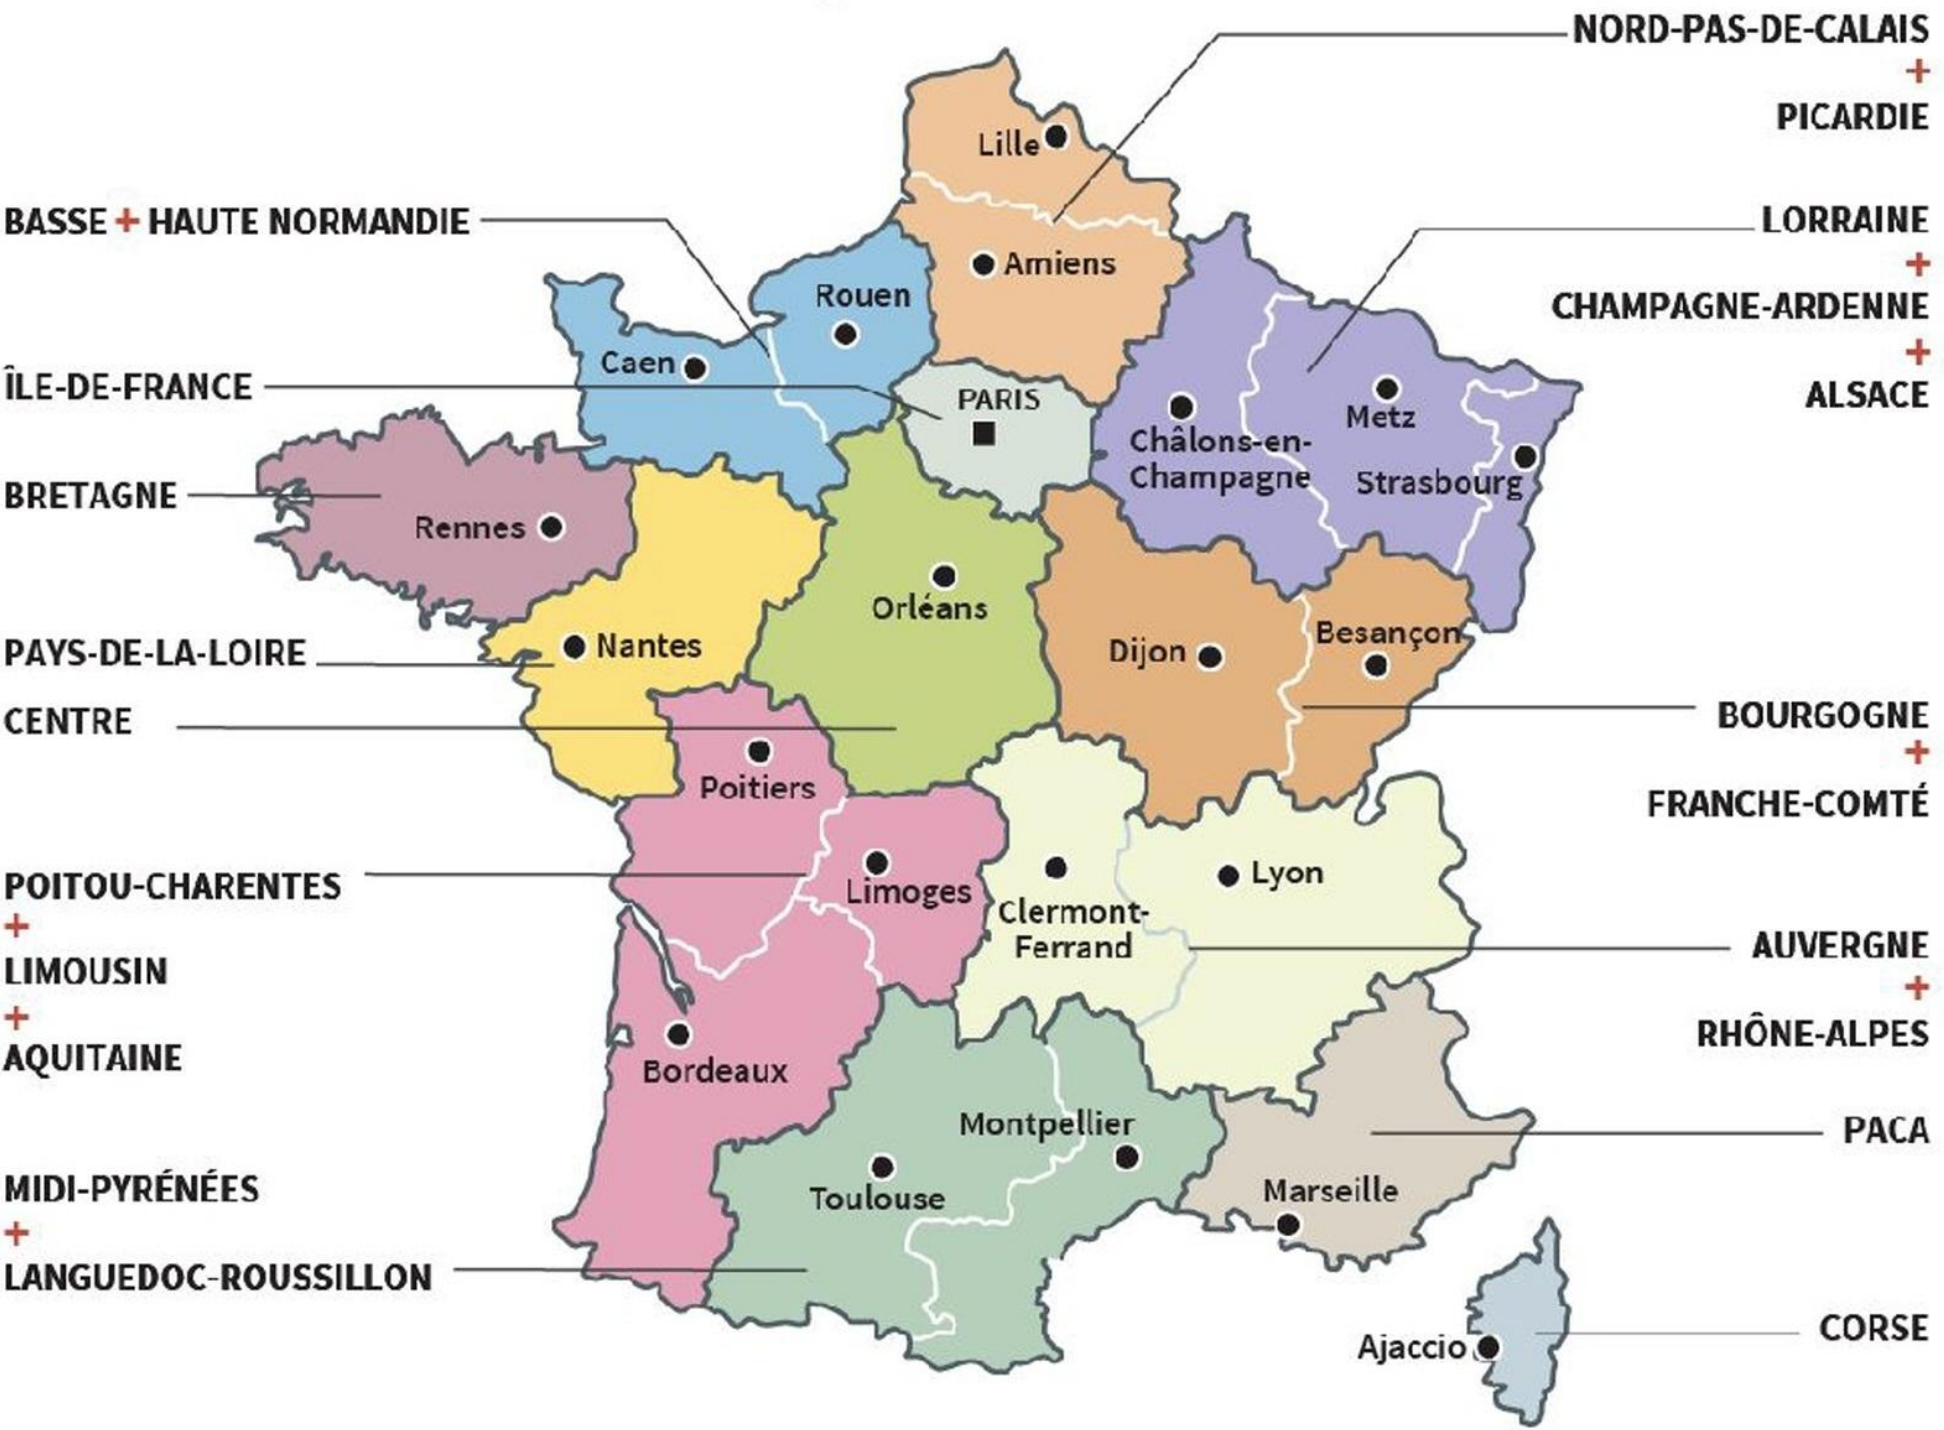 NORD-PAS-DE-CALAIS
+
PICARDIE
LORRAINE
+
CHAMPAGNE-ARDENNE
+
ALSACE
BASSE + HAUTE NORMANDIE
ÎLE-DE-FRANCE
BRETAGNE
PAYS-DE-LA-LOIRE
CENTRE
POITOU-CHARENTES
+
LIMOUSIN
+
AQUITAINE
MIDI-PYRÉNÉES
+
LANGUEDOC-ROUSSILLON
BOURGOGNE
+
FRANCHE-COMTÉ
AUVERGNE
+
RHÔNE-ALPES
PACA
CORSE
Lille
Amiens
Rouen
Caen
PARIS
Châlons-en-
Champagne
Metz
Strasbourg
Rennes
Orléans
Nantes
Dijon
Besançon
Poitiers
Limoges
Clermont-
Ferrand
Lyon
Bordeaux
Montpellier
Toulouse
Marseille
Ajaccio